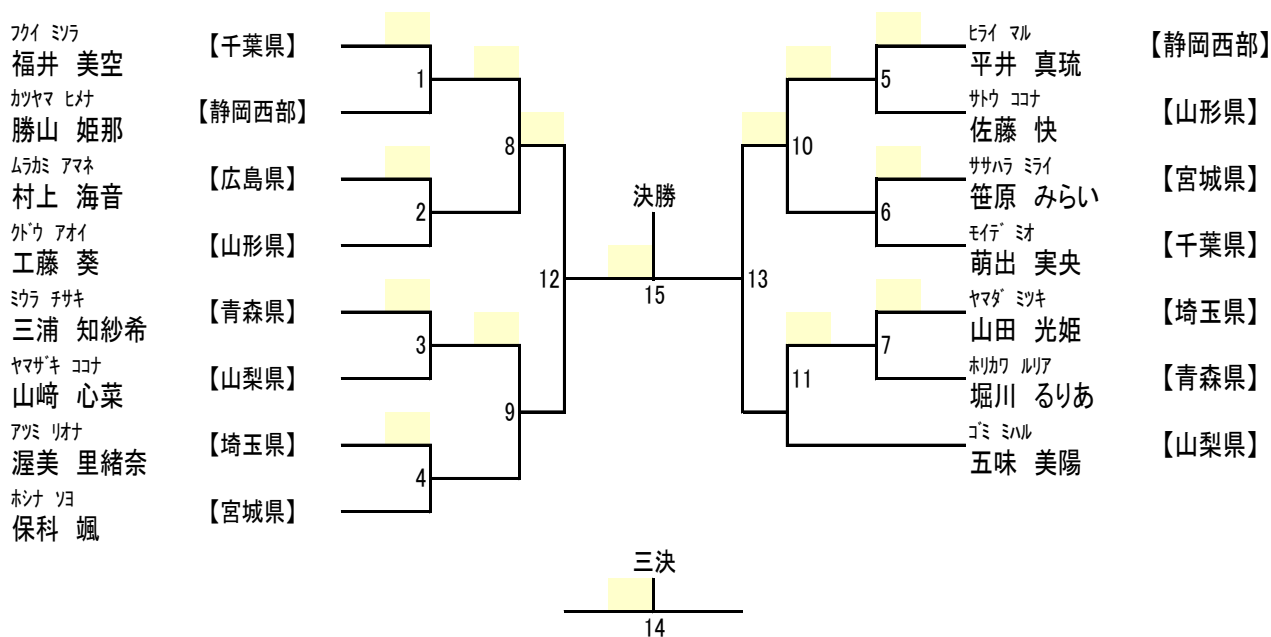 フクイ ミソラ
福井 美空 【千葉県】
1
カツヤマ ヒメナ
勝山 姫那 【静岡西部】
8
ムラカミ アマネ
村上 海音 【広島県】
2
クドウ アオイ
工藤 葵 【山形県】
12
ミウラ チサキ
三浦 知紗希 【青森県】
3
ヤマザキ ココナ
山﨑 心菜 【山梨県】
9
アツミ リオナ
渥美 里緒奈 【埼玉県】
4
ホシナ ソヨ
保科 颯 【宮城県】
決勝
15
ヒライ マル
平井 真琉 【静岡西部】
5
サトウ ココナ
佐藤 快 【山形県】
10
ササハラ ミライ
笹原 みらい 【宮城県】
6
モイデ ミオ
萌出 実央 【千葉県】
13
ヤマダ ミツキ
山田 光姫 【埼玉県】
7
ホリカワ ルリア
堀川 るりあ 【青森県】
11
ゴミ ミハル
五味 美陽 【山梨県】
三決
14